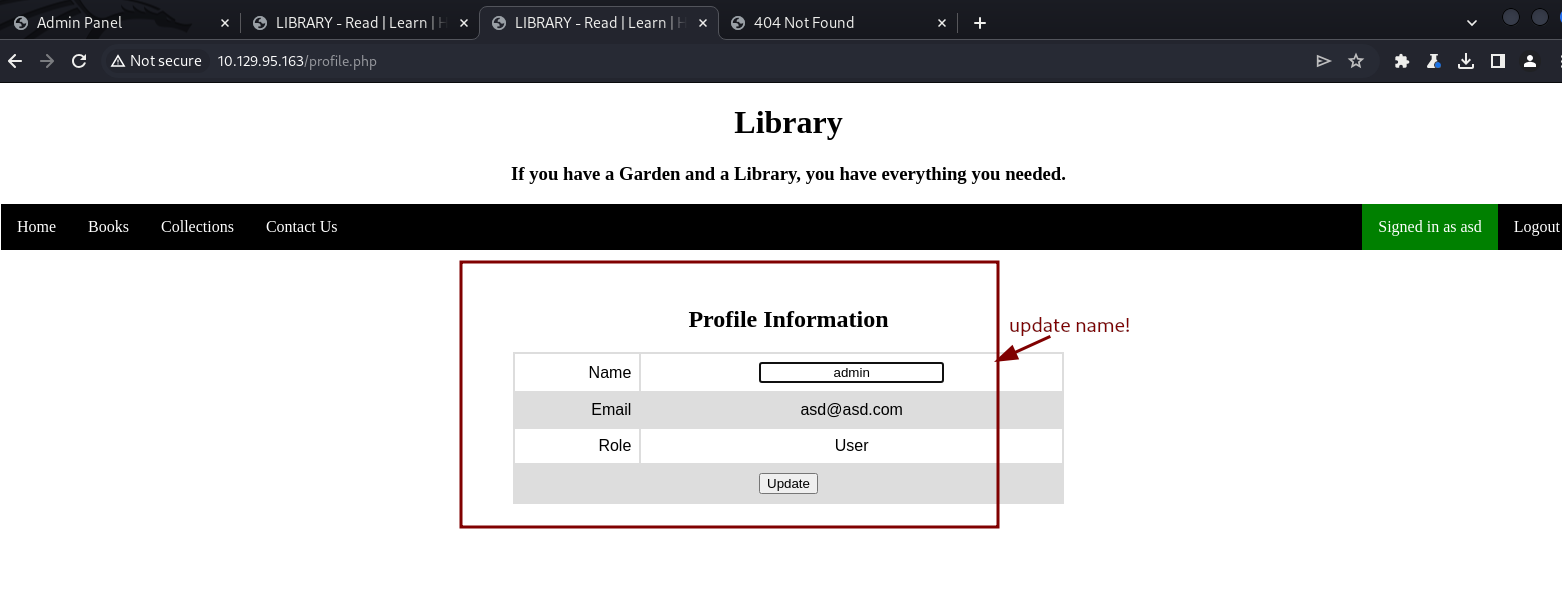 Admin Panel
LIBRARY - Read | Learn | H
LIBRARY - Read | Learn | H
404 Not Found
Not secure
10.129.95.163/profile.php
Library
If you have a Garden and a Library, you have everything you needed.
Home Books Collections Contact Us Signed in as asd Logout
Profile Information
update name!
Name admin
Email asd@asd.com
Role User
Update